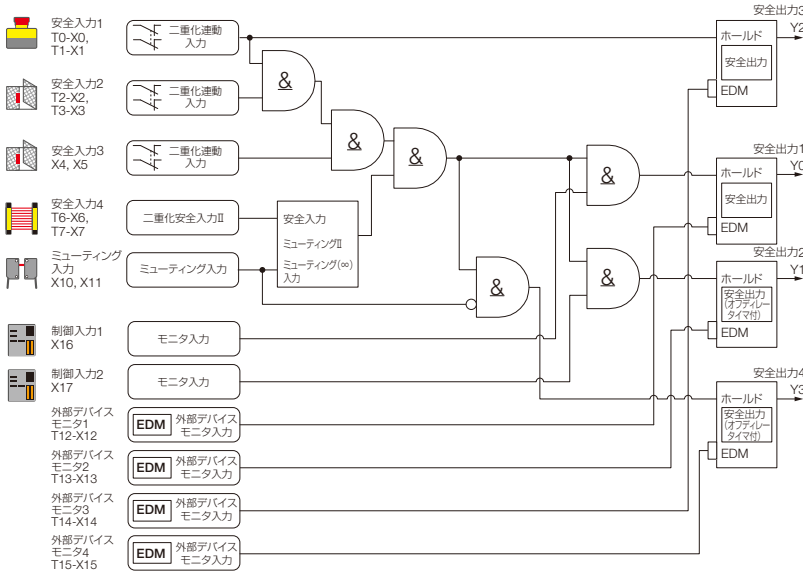 安全入力1
T0-X0,
T1-X1
二重化連動
入力
&
安全入力2
T2-X2,
T3-X3
二重化連動
入力
&
安全入力3
X4, X5
二重化連動
入力
&
安全入力4
T6-X6,
T7-X7
二重化安全入力Ⅱ
安全入力
ミューティングⅡ
ミューティング(∞)
入力
ミューティング
入力
X10, X11
ミューティング入力
&
&
&
制御入力1
X16
モニタ入力
制御入力2
X17
モニタ入力
外部デバイス
モニタ1
T12-X12
EDM 外部デバイス
モニタ入力
外部デバイス
モニタ2
T13-X13
EDM 外部デバイス
モニタ入力
外部デバイス
モニタ3
T14-X14
EDM 外部デバイス
モニタ入力
外部デバイス
モニタ4
T15-X15
EDM 外部デバイス
モニタ入力
安全出力3
Y2
ホールド
安全出力
EDM
安全出力1
Y0
ホールド
安全出力
EDM
安全出力2
Y1
ホールド
安全出力
(オフディレー
タイマ付)
EDM
安全出力4
Y3
ホールド
安全出力
(オフディレー
タイマ付)
EDM